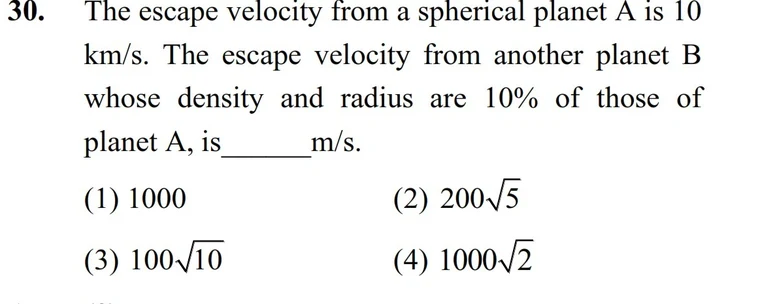 30. The escape velocity from a spherical planet A is 10
km/s. The escape velocity from another planet B
whose density and radius are 10% of those of
planet A, is______m/s.
(1) 1000 (2) 200√5
(3) 100√10 (4) 1000√2